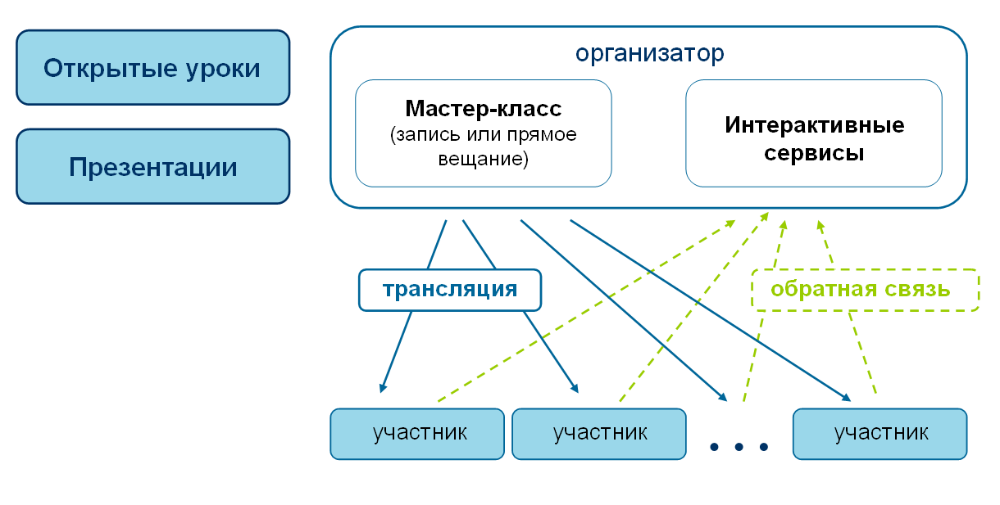 Открытые уроки
Презентации
организатор
Мастер-класс
(запись или прямое
вещание)
Интерактивные
сервисы
трансляция
обратная связь
участник
участник
...
участник